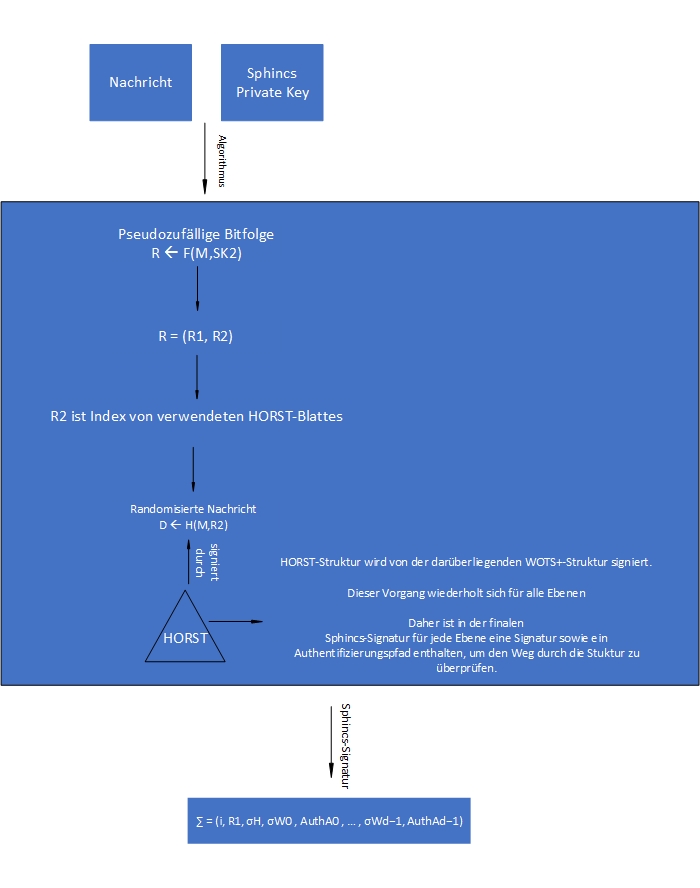 Nachricht
Sphincs
Private Key
Algorithmus
Pseudozufällige Bitfolge
R ← F(M,SK2)
R = (R1, R2)
R2 ist Index von verwendeten HORST-Blattes
Randomisierte Nachricht
D ← H(M,R2)
signiert
durch
HORST
HORST-Struktur wird von der darüberliegenden WOTS+-Struktur signiert.
Dieser Vorgang wiederholt sich für alle Ebenen
Daher ist in der finalen
Sphincs-Signatur für jede Ebene eine Signatur sowie ein
Authentifizierungspfad enthalten, um den Weg durch die Stuktur zu
überprüfen.
Sphincs-Signatur
∑ = (i, R1, σH, σW0 , AuthA0 , ... , σWd−1, AuthAd−1)